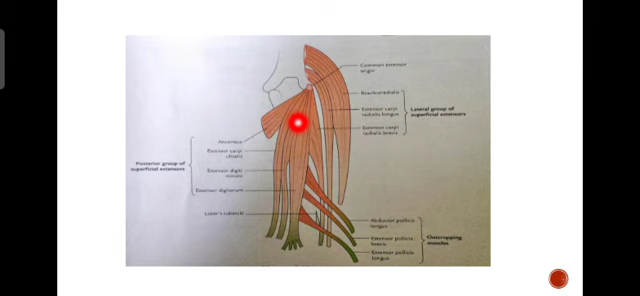 Common extensor
origin
Brachioradialis
Extensor carpi
radialis longus
Lateral group of
superficial extensors
Extensor carpi
radialis brevis
Anconeus
Extensor carpi
ulnaris
Posterior group of
superficial extensors
Extensor digiti
minimi
Extensor digitorum
Lister's tubercle
Abductor pollicis
longus
Extensor pollicis
brevis
Outcropping
muscles
Extensor pollicis
longus